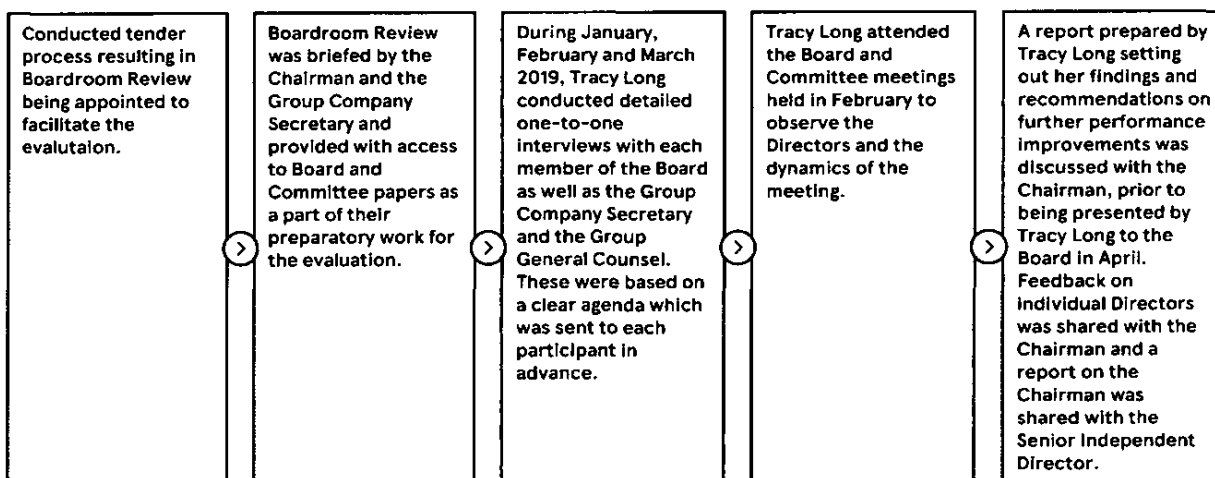 Conducted tender
process resulting in
Boardroom Review
being appointed to
facilitate the
evalutaion.
Boardroom Review
was briefed by the
Chairman and the
Group Company
Secretary and
provided with access
to Board and
Committee papers as
a part of their
preparatory work for
the evaluation.
During January,
February and March
2019, Tracy Long
conducted detailed
one-to-one
interviews with each
member of the Board
as well as the Group
Company Secretary
and the Group
General Counsel.
These were based on
a clear agenda which
was sent to each
participant in
advance.
Tracy Long attended
the Board and
Committee meetings
held in February to
observe the
Directors and the
dynamics of the
meeting.
A report prepared by
Tracy Long setting
out her findings and
recommendations on
further performance
improvements was
discussed with the
Chairman, prior to
being presented by
Tracy Long to the
Board in April.
Feedback on
individual Directors
was shared with the
Chairman and a
report on the
Chairman was
shared with the
Senior Independent
Director.